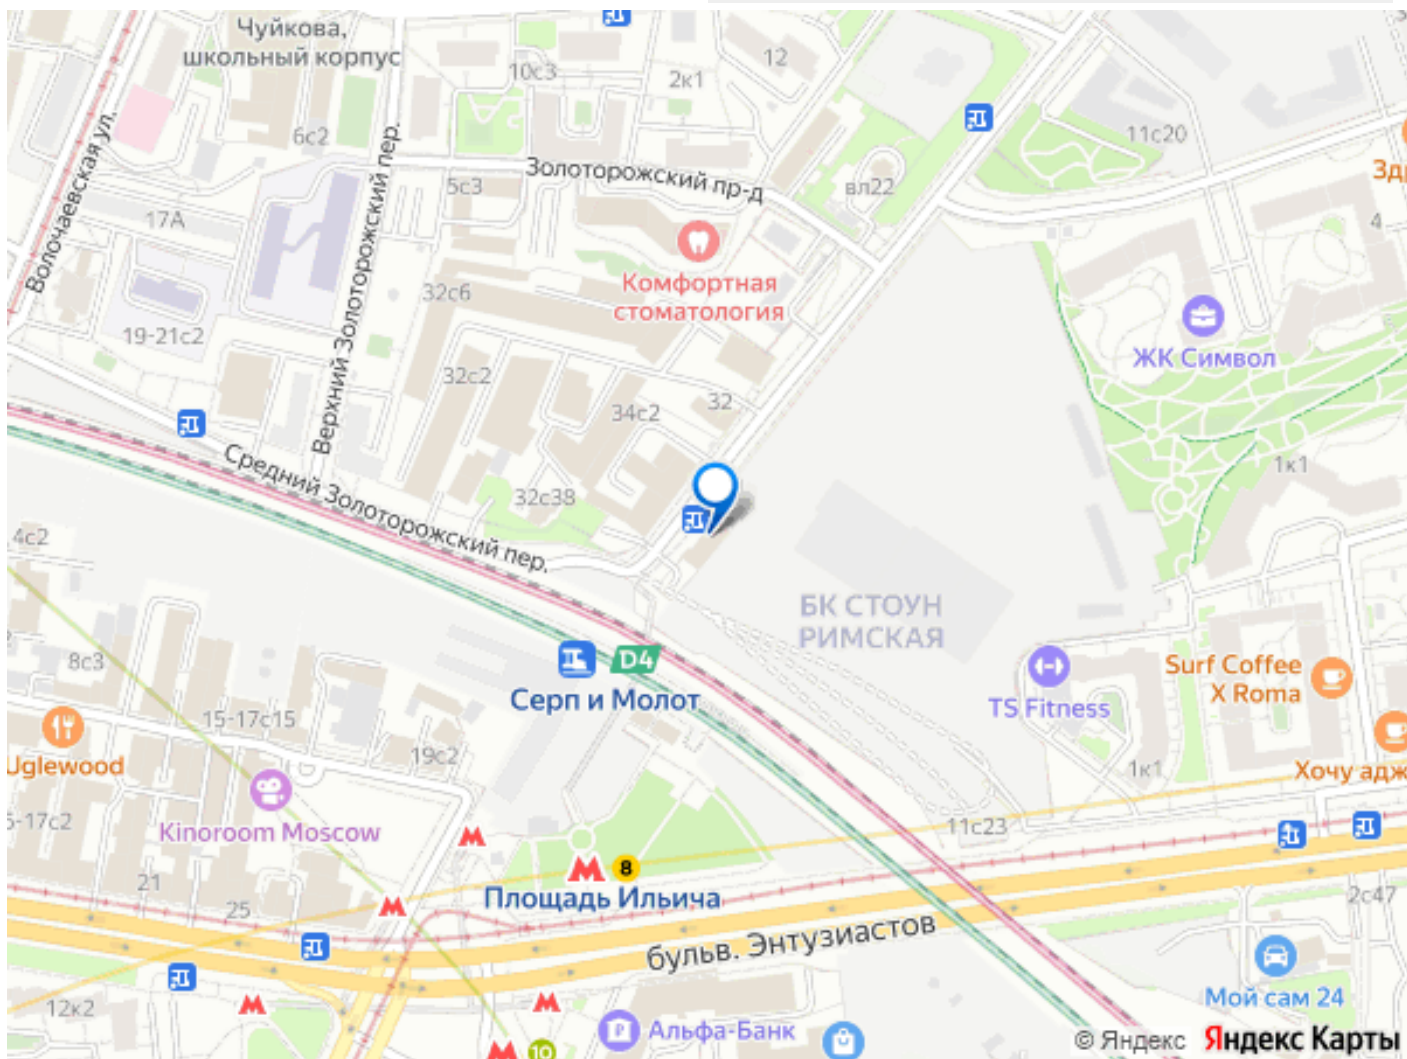 Чуйкова,
школьный корпус
10с3
2к1
12
11с20
6с2
Волочаевская ул.
Верхний Золоторожский пер.
Золоторожский пр-д
5с3
вл22
17А
4
Комфортная
стоматология
32с6
19-21с2
ЖК Символ
32с2
34с2
32
1к1
Средний Золоторожский пер.
32с38
4с2
БК СТОУН
РИМСКАЯ
D4
Серп и Молот
8с3
Surf Coffee
X Roma
TS Fitness
15-17с15
19с2
Uglewood
1к1
Хочу адж
Kinoroom Moscow
11с23
8
Площадь Ильича
21
25
2с47
бульв. Энтузиастов
12к2
Мой сам 24
Альфа-Банк
10
© Яндекс Яндекс Карты